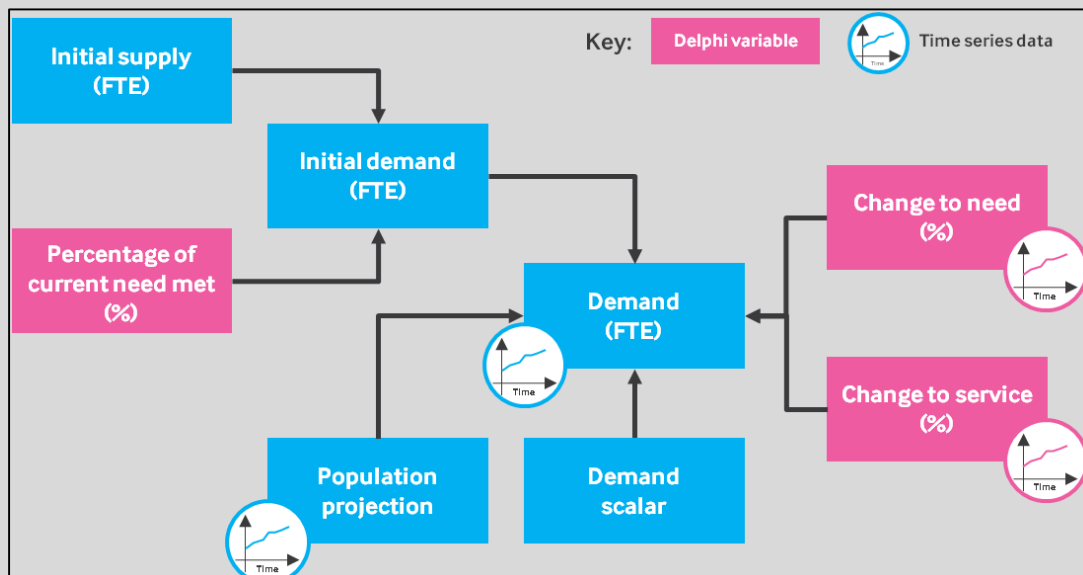 Initial supply
(FTE)
Key:
Delphi variable
Time
Time series data
Initial demand
(FTE)
Change to need
(%)
Time
Percentage of
current need met
(%)
Demand
(FTE)
Time
Change to service
(%)
Time
Population
projection
Time
Demand
scalar